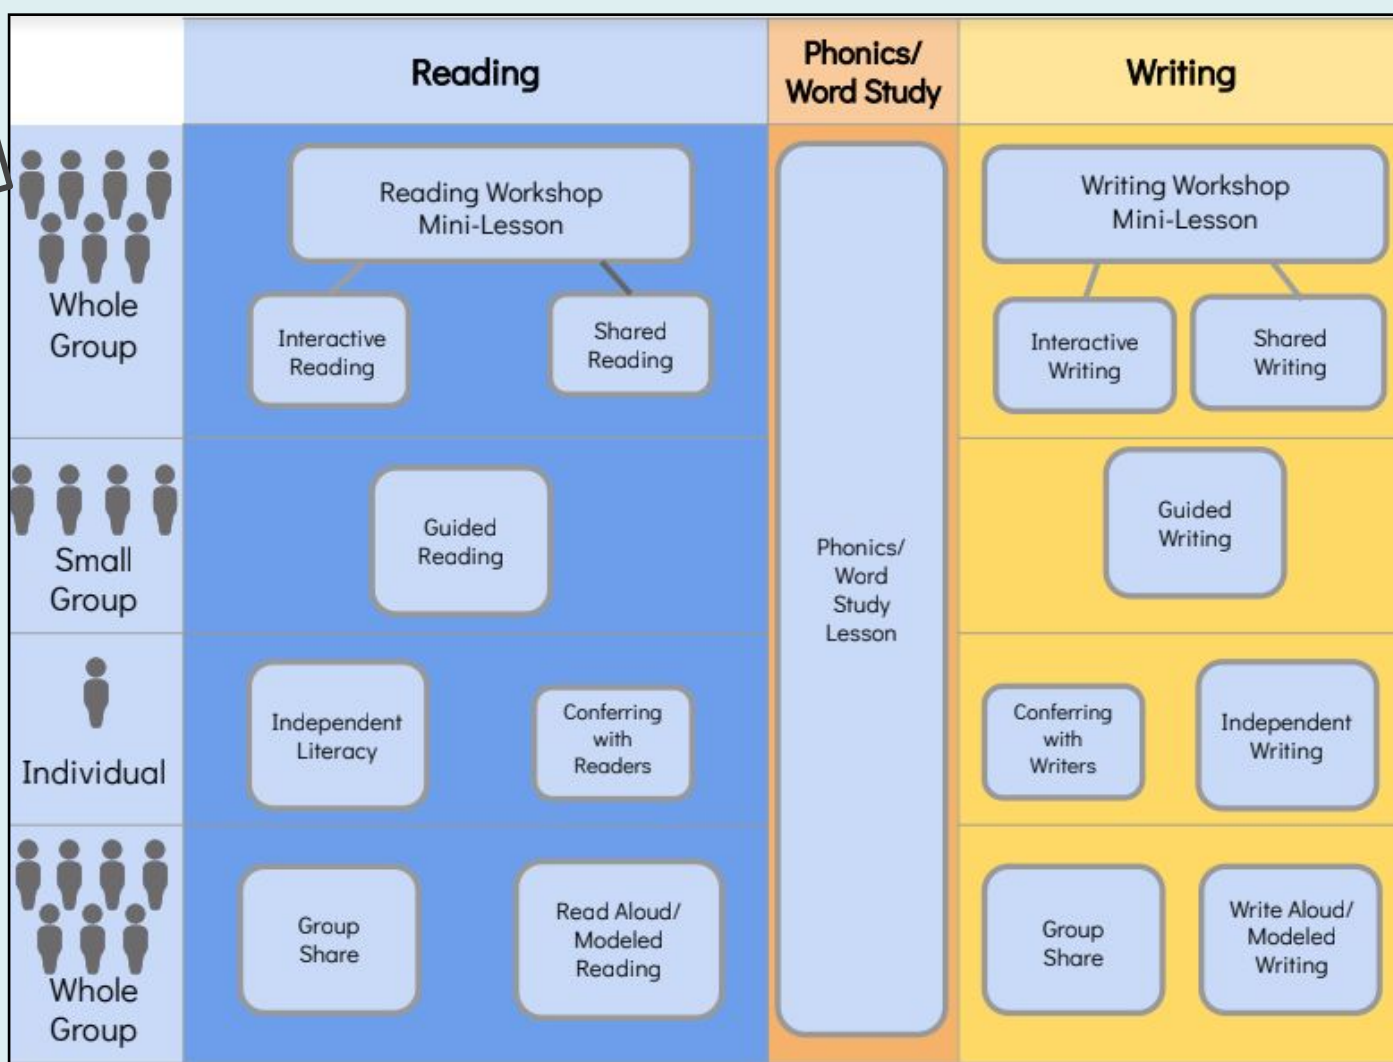 Reading
Phonics/
Word Study
Writing
Whole
Group
Reading Workshop
Mini-Lesson
Interactive
Reading
Shared
Reading
Writing Workshop
Mini-Lesson
Interactive
Writing
Shared
Writing
Small
Group
Guided
Reading
Phonics/
Word
Study
Lesson
Guided
Writing
Individual
Independent
Literacy
Conferring
with
Readers
Conferring
with
Writers
Independent
Writing
Whole
Group
Group
Share
Read Aloud/
Modeled
Reading
Group
Share
Write Aloud/
Modeled
Writing